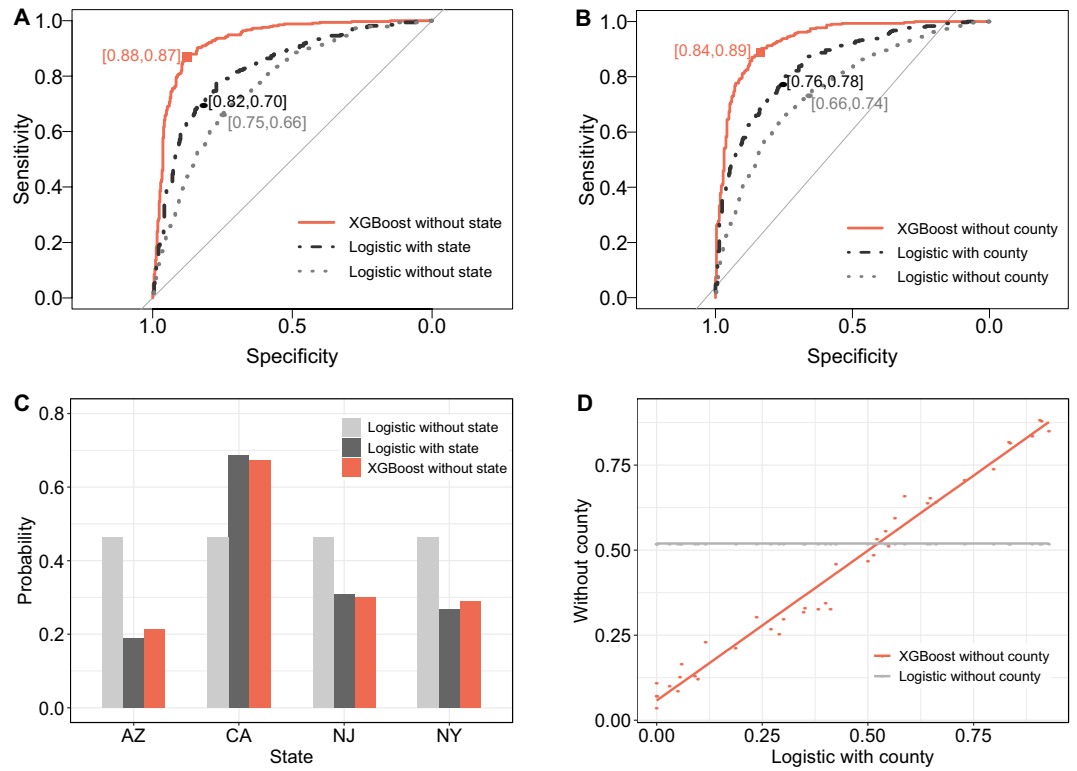 A
1.0
0.8
0.6
0.4
0.2
0.0
Sensitivity
[0.88,0.87]
[0.82,0.70]
[0.75,0.66]
XGBoost without state
Logistic with state
Logistic without state
1.0 0.5 0.0
Specificity
B
1.0
0.8
0.6
0.4
0.2
0.0
Sensitivity
[0.84,0.89]
[0.76,0.78]
[0.66,0.74]
XGBoost without county
Logistic with county
Logistic without county
1.0 0.5 0.0
Specificity
C
0.8
0.6
0.4
0.2
0.0
Probability
Logistic without state
Logistic with state
XGBoost without state
AZ CA NJ NY
State
D
0.75
0.50
0.25
0.00
Without county
XGBoost without county
Logistic without county
0.00 0.25 0.50 0.75
Logistic with county